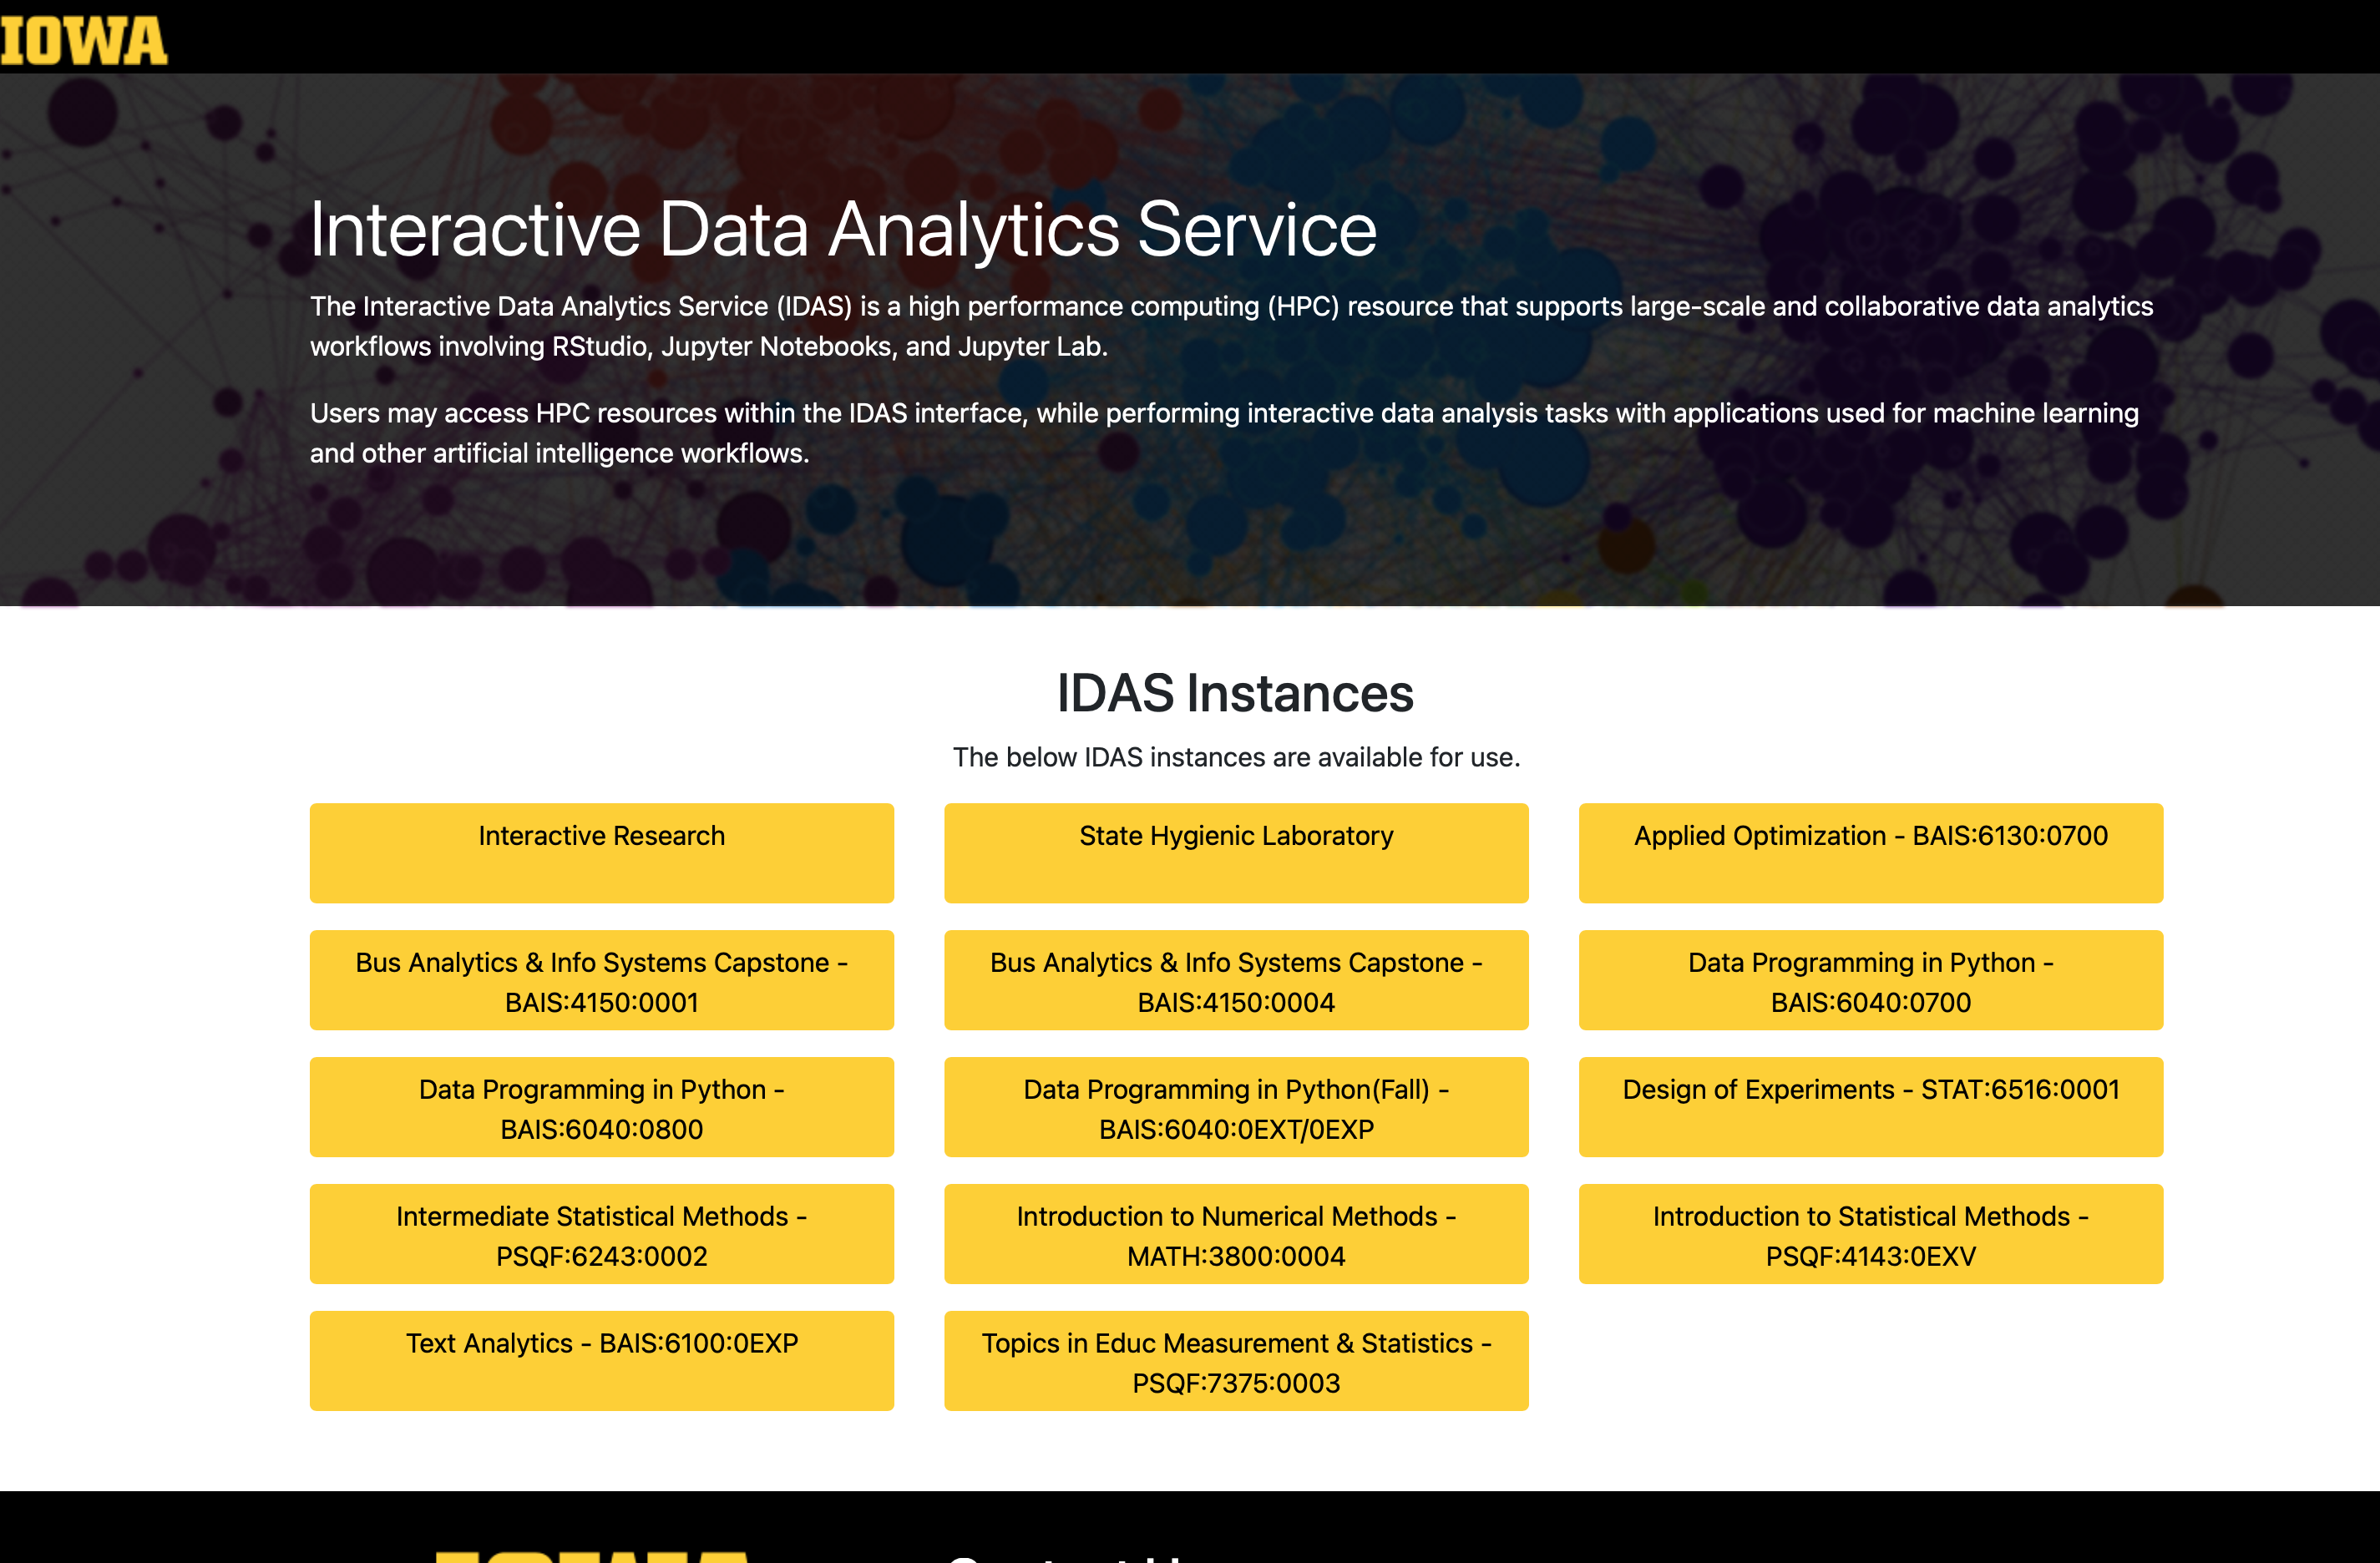 IOWA
Interactive Data Analytics Service
The Interactive Data Analytics Service (IDAS) is a high performance computing (HPC) resource that supports large-scale and collaborative data analytics
workflows involving RStudio, Jupyter Notebooks, and Jupyter Lab.
Users may access HPC resources within the IDAS interface, while performing interactive data analysis tasks with applications used for machine learning
and other artificial intelligence workflows.
IDAS Instances
The below IDAS instances are available for use.
Interactive Research
State Hygienic Laboratory
Applied Optimization - BAIS:6130:0700
Bus Analytics & Info Systems Capstone -
BAIS:4150:0001
Bus Analytics & Info Systems Capstone -
BAIS:4150:0004
Data Programming in Python -
BAIS:6040:0700
Data Programming in Python -
BAIS:6040:0800
Data Programming in Python(Fall) -
BAIS:6040:0EXT/0EXP
Design of Experiments - STAT:6516:0001
Intermediate Statistical Methods -
PSQF:6243:0002
Introduction to Numerical Methods -
MATH:3800:0004
Introduction to Statistical Methods -
PSQF:4143:0EXV
Text Analytics - BAIS:6100:0EXP
Topics in Educ Measurement & Statistics -
PSQF:7375:0003